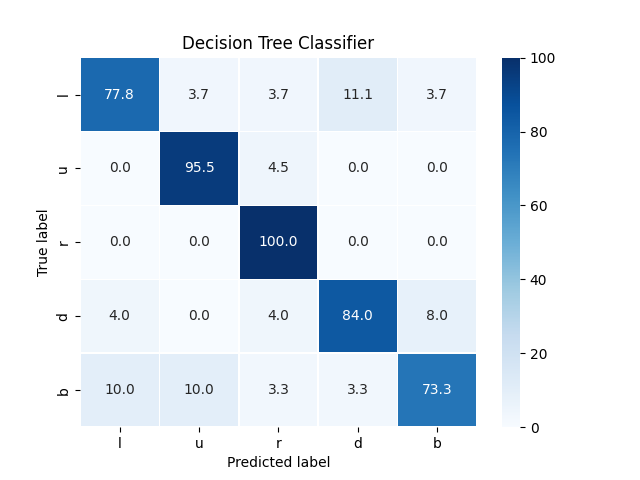 Decision Tree Classifier
l 77.8 3.7 3.7 11.1 3.7
u 0.0 95.5 4.5 0.0 0.0
r 0.0 0.0 100.0 0.0 0.0
d 4.0 0.0 4.0 84.0 8.0
b 10.0 10.0 3.3 3.3 73.3
l u r d b
Predicted label
True label
100
80
60
40
20
0